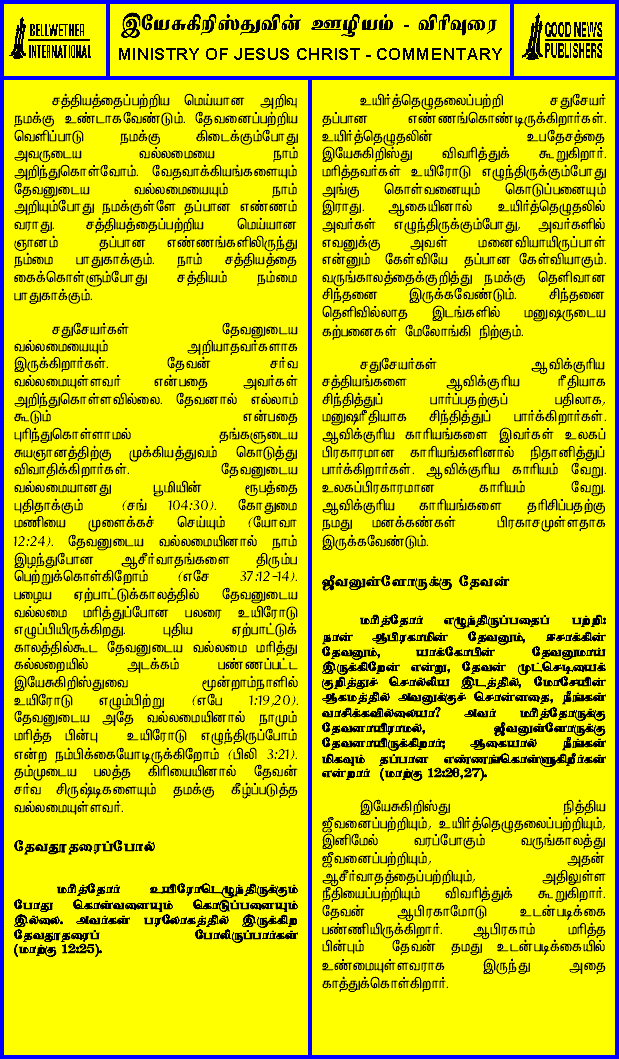 BELLWETHER
INTERNATIONAL
இயேசுகிறிஸ்துவின் ஊழியம் - விரிவுரை
MINISTRY OF JESUS CHRIST - COMMENTARY
GOOD NEWS
PUBLISHERS
சத்தியத்தைப்பற்றிய மெய்யான அறிவு
நமக்கு உண்டாகவேண்டும். தேவனைப்பற்றிய
வெளிப்பாடு நமக்கு கிடைக்கும்போது
அவருடைய வல்லமையை நாம்
அறிந்துகொள்வோம். வேதவாக்கியங்களையும்
தேவனுடைய வல்லமையையும் நாம்
அறியும்போது நமக்குள்ளே தப்பான எண்ணம்
வராது. சத்தியத்தைப்பற்றிய மெய்யான
ஞானம் தப்பான எண்ணங்களிலிருந்து
நம்மை பாதுகாக்கும். நாம் சத்தியத்தை
கைக்கொள்ளும்போது சத்தியம் நம்மை
பாதுகாக்கும்.
சதுசேயர்கள் தேவனுடைய
வல்லமையையும் அறியாதவர்களாக
இருக்கிறார்கள். தேவன் சர்வ
வல்லமையுள்ளவர் என்பதை அவர்கள்
அறிந்துகொள்ளவில்லை. தேவனால் எல்லாம்
கூடும் என்பதை
புரிந்துகொள்ளாமல் தங்களுடைய
சுயஞானத்திற்கு முக்கியத்துவம் கொடுத்து
விவாதிக்கிறார்கள். தேவனுடைய
வல்லமையானது பூமியின் ரூபத்தை
புதிதாக்கும் (சங் 104:30). கோதுமை
மணியை முளைக்கச் செய்யும் (யோவா
12:24). தேவனுடைய வல்லமையினால் நாம்
இழந்துபோன ஆசீர்வாதங்களை திரும்ப
பெற்றுக்கொள்கிறோம் (எசே 37:12-14).
பழைய ஏற்பாட்டுக்காலத்தில் தேவனுடைய
வல்லமை மரித்துப்போன பலரை உயிரோடு
எழுப்பியிருக்கிறது. புதிய ஏற்பாட்டுக்
காலத்தில்கூட தேவனுடைய வல்லமை மரித்து
கல்லறையில் அடக்கம் பண்ணப்பட்ட
இயேசுகிறிஸ்துவை மூன்றாம்நாளில்
உயிரோடு எழும்பிற்று (எபே 1:19,20).
தேவனுடைய அதே வல்லமையினால் நாமும்
மரித்த பின்பு உயிரோடு எழுந்திருப்போம்
என்ற நம்பிக்கையோடிருக்கிறோம் (பிலி 3:21).
தம்முடைய பலத்த கிரியையினால் தேவன்
சர்வ சிருஷ்டிகளையும் தமக்கு கீழ்ப்படுத்த
வல்லமையுள்ளவர்.
தேவதூதரைப்போல்
மரித்தோர் உயிரோடெழுந்திருக்கும்
போது கொள்வனையும் கொடுப்பனையும்
இல்லை. அவர்கள் பரலோகத்தில் இருக்கிற
தேவதூதரைப் போலிருப்பார்கள்
(மாற்கு 12:25).
உயிர்த்தெழுதலைப்பற்றி சதுசேயர்
தப்பான எண்ணங்கொண்டிருக்கிறார்கள்.
உயிர்த்தெழுதலின் உபதேசத்தை
இயேசுகிறிஸ்து விவரித்துக் கூறுகிறார்.
மரித்தவர்கள் உயிரோடு எழுந்திருக்கும்போது
அங்கு கொள்வனையும் கொடுப்பனையும்
இராது. ஆகையினால் உயிர்த்தெழுதலில்
அவர்கள் எழுந்திருக்கும்போது, அவர்களில்
எவனுக்கு அவள் மனைவியாயிருப்பாள்
என்னும் கேள்வியே தப்பான கேள்வியாகும்.
வருங்காலத்தைக்குறித்து நமக்கு தெளிவான
சிந்தனை இருக்கவேண்டும். சிந்தனை
தெளிவில்லாத இடங்களில் மனுஷருடைய
கற்பனைகள் மேலோங்கி நிற்கும்.
சதுசேயர்கள் ஆவிக்குரிய
சத்தியங்களை ஆவிக்குரிய ரீதியாக
சிந்தித்துப் பார்ப்பதற்குப் பதிலாக,
மனுஷரீதியாக சிந்தித்துப் பார்க்கிறார்கள்.
ஆவிக்குரிய காரியங்களை இவர்கள் உலகப்
பிரகாரமான காரியங்களினால் நிதானித்துப்
பார்க்கிறார்கள். ஆவிக்குரிய காரியம் வேறு.
உலகப்பிரகாரமான காரியம் வேறு.
ஆவிக்குரிய காரியங்களை தரிசிப்பதற்கு
நமது மனக்கண்கள் பிரகாசமுள்ளதாக
இருக்கவேண்டும்.
ஜீவனுள்ளோருக்கு தேவன்
மரித்தோர் எழுந்திருப்பதைப் பற்றி:
நான் ஆபிரகாமின் தேவனும், ஈசாக்கின்
தேவனும், யாக்கோபின் தேவனுமாய்
இருக்கிறேன் என்று, தேவன் முட்செடியைக்
குறித்துச் சொல்லிய இடத்தில், மோசேயின்
ஆகமத்தில் அவனுக்குச் சொன்னதை, நீங்கள்
வாசிக்கவில்லையா? அவர் மரித்தோருக்கு
தேவனாயிராமல், ஜீவனுள்ளோருக்கு
தேவனாயிருக்கிறார்; ஆகையால் நீங்கள்
மிகவும் தப்பான எண்ணங்கொள்ளுகிறீர்கள்
என்றார் (மாற்கு 12:26,27).
இயேசுகிறிஸ்து நித்திய
ஜீவனைப்பற்றியும், உயிர்த்தெழுதலைப்பற்றியும்,
இனிமேல் வரப்போகும் வருங்காலத்து
ஜீவனைப்பற்றியும், அதன்
ஆசீர்வாதத்தைப்பற்றியும், அதிலுள்ள
நீதியைப்பற்றியும் விவரித்துக் கூறுகிறார்.
தேவன் ஆபிரகாமோடு உடன்படிக்கை
பண்ணியிருக்கிறார். ஆபிரகாம் மரித்த
பின்பும் தேவன் தமது உடன்படிக்கையில்
உண்மையுள்ளவராக இருந்து அதை
காத்துக்கொள்கிறார்.